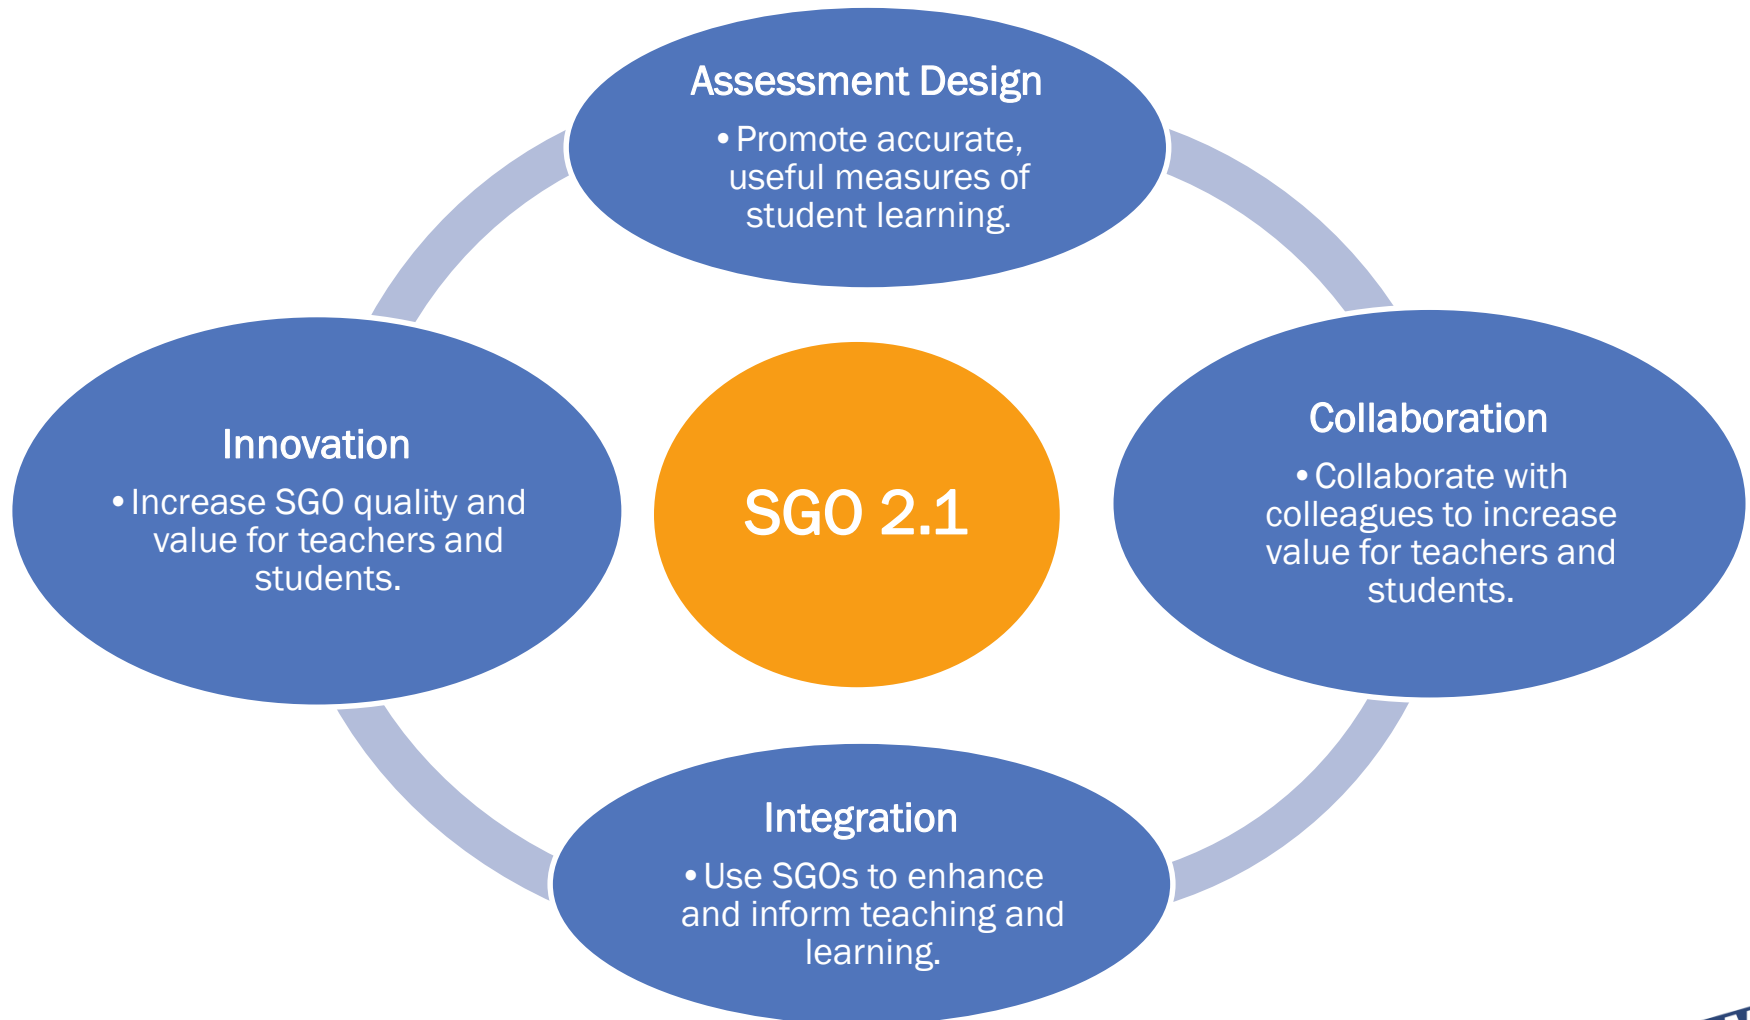 Assessment Design
•Promote accurate,
useful measures of
student learning.
Innovation
•Increase SGO quality and
value for teachers and
students.
SGO 2.1
Collaboration
•Collaborate with
colleagues to increase
value for teachers and
students.
Integration
•Use SGOs to enhance
and inform teaching and
learning.